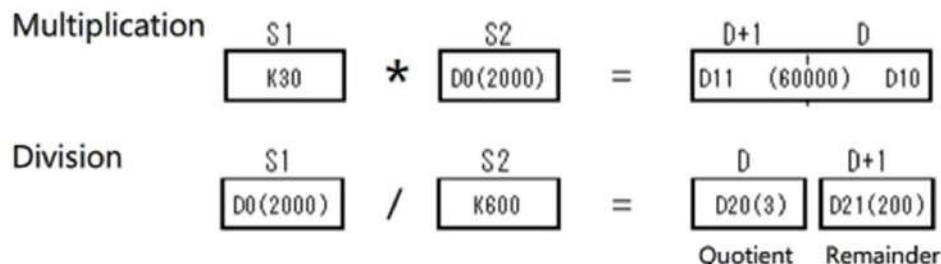 Multiplication
S1 S2 D+1 D
K30 * D0(2000) = D11 (60000) D10
Division
S1 S2 D D+1
D0(2000) / K600 = D20(3) D21(200)
Quotient Remainder